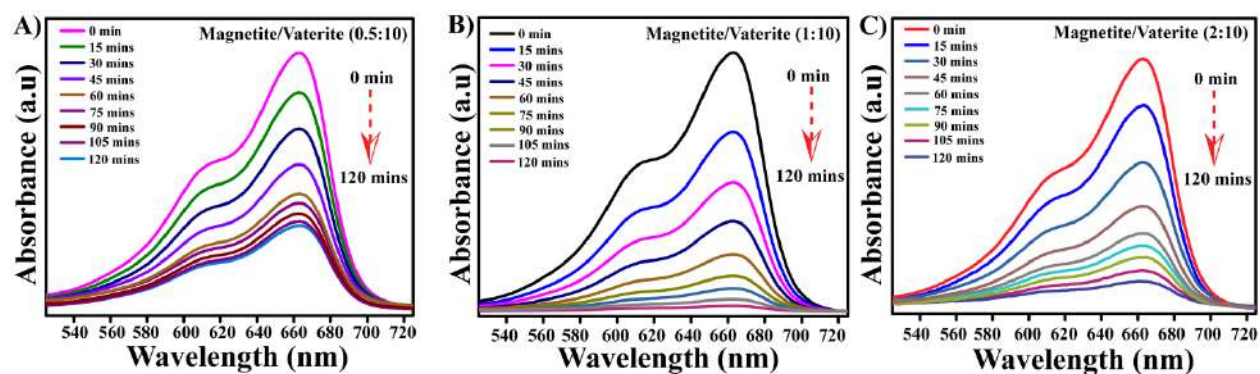 A)
Magnetite/Vaterite (0.5:10)
0 min
15 mins
30 mins
45 mins
60 mins
75 mins
90 mins
105 mins
120 mins
0 min
120 mins
Absorbance (a.u)
540 560 580 600 620 640 660 680 700 720
Wavelength (nm)
B)
Magnetite/Vaterite (1:10)
0 min
15 mins
30 mins
45 mins
60 mins
75 mins
90 mins
105 mins
120 mins
0 min
120 mins
Absorbance (a.u)
540 560 580 600 620 640 660 680 700 720
Wavelength (nm)
C)
Magnetite/Vaterite (2:10)
0 min
15 mins
30 mins
45 mins
60 mins
75 mins
90 mins
105 mins
120 mins
0 min
120 mins
Absorbance (a.u)
540 560 580 600 620 640 660 680 700 720
Wavelength (nm)